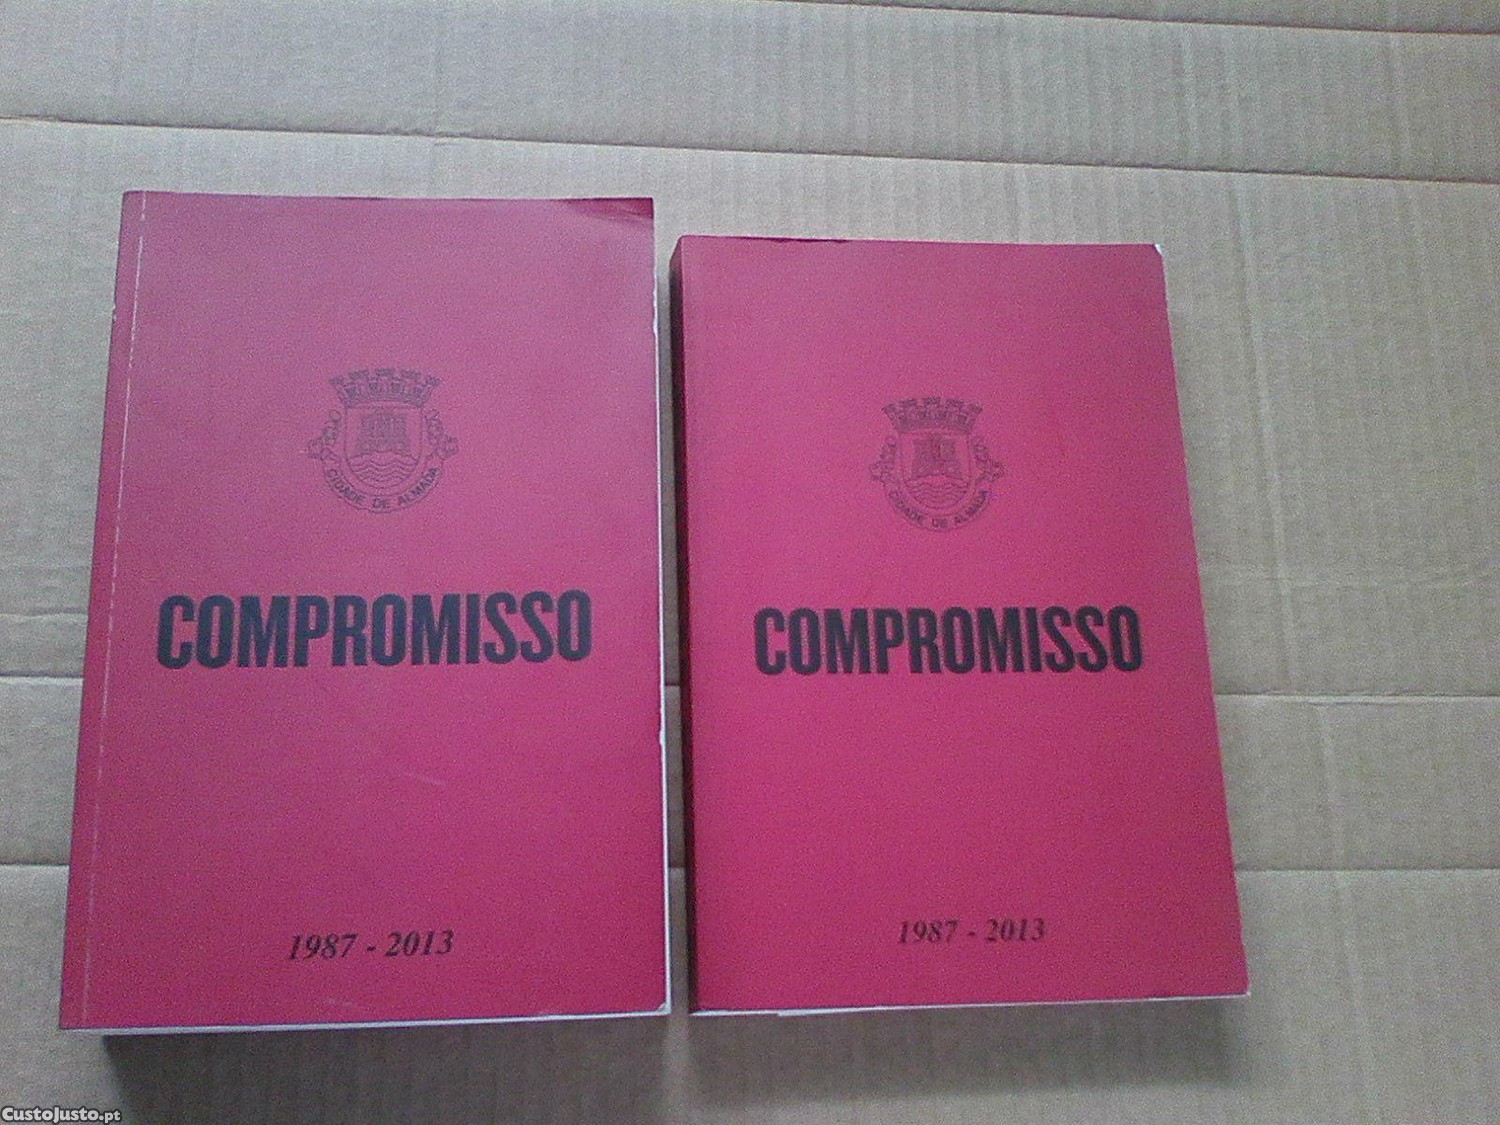 CIDADE DE ALMADA
COMPROMISSO
1987 - 2013
CIDADE DE ALMADA
COMPROMISSO
1987 - 2013
CustoJusto.pt